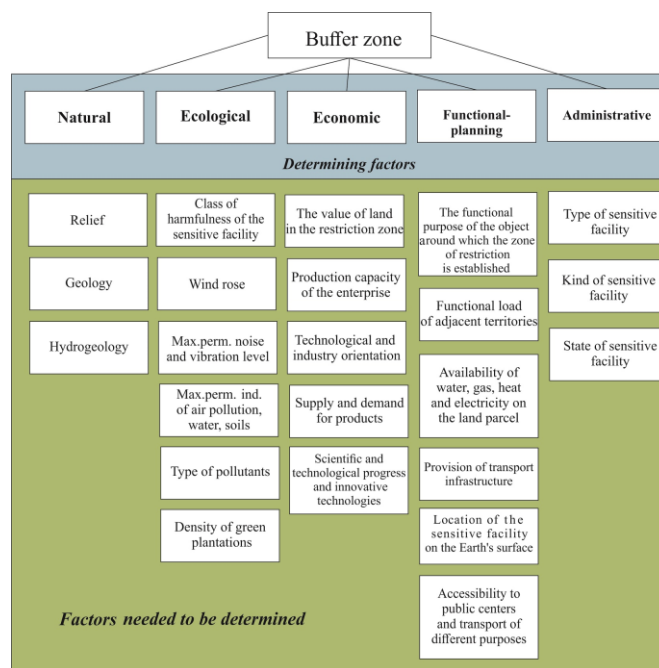 Buffer zone
Natural
Ecological
Economic
Functional-
planning
Administrative
Determining factors
Relief
Geology
Hydrogeology
Class of
harmfulness of the
sensitive facility
Wind rose
Max.perm. noise
and vibration level
Max.perm. ind.
of air pollution,
water, soils
Type of pollutants
Density of green
plantations
The value of land
in the restriction zone
Production capacity
of the enterprise
Technological and
industry orientation
Supply and demand
for products
Scientific and
technological progress
and innovative
technologies
The functional
purpose of the object
around which the zone
of restriction
is established
Functional load
of adjacent territories
Availability of
water, gas, heat
and electricity on
the land parcel
Provision of transport
infrastructure
Location of the
sensitive facility
on the Earth's surface
Accessibility to
public centers
and transport of
different purposes
Type of sensitive
facility
Kind of sensitive
facility
State of sensitive
facility
Factors needed to be determined